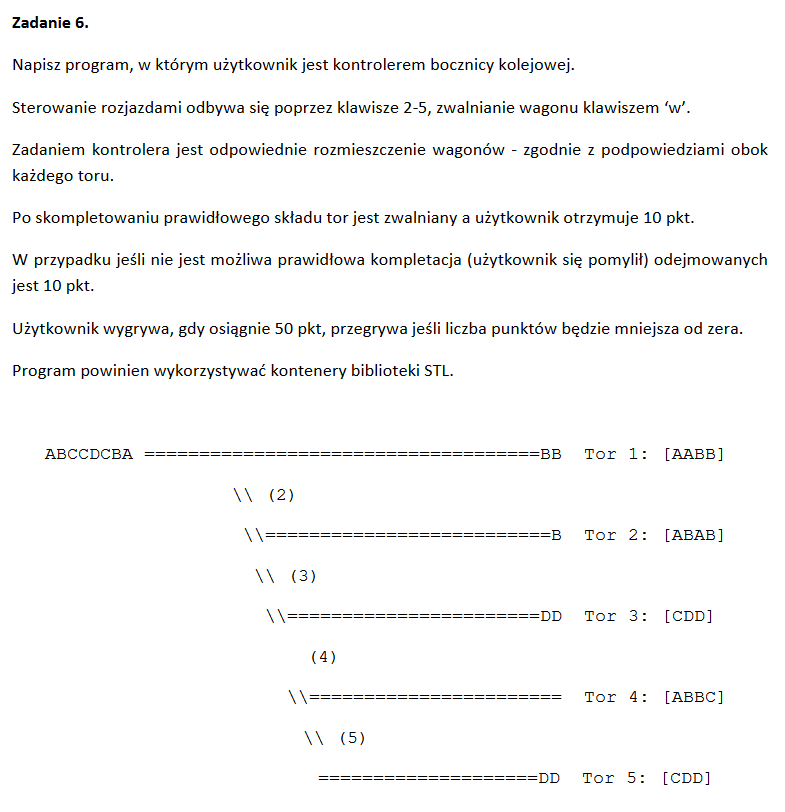 Zadanie 6.
Napisz program, w którym użytkownik jest kontrolerem bocznicy kolejowej.
Sterowanie rozjazdami odbywa się poprzez klawisze 2-5, zwalnianie wagonu klawiszem ‘w’.
Zadaniem kontrolera jest odpowiednie rozmieszczenie wagonów - zgodnie z podpowiedziami obok
każdego toru.
Po skompletowaniu prawidłowego składu tor jest zwalniany a użytkownik otrzymuje 10 pkt.
W przypadku jeśli nie jest możliwa prawidłowa kompletacja (użytkownik się pomylił) odejmowanych
jest 10 pkt.
Użytkownik wygrywa, gdy osiągnie 50 pkt, przegrywa jeśli liczba punktów będzie mniejsza od zera.
Program powinien wykorzystywać kontenery biblioteki STL.
ABCCDCBA ====================================BB Tor 1: [AABB]
\\ (2)
\\==========================B Tor 2: [ABAB]
\\ (3)
\\=======================DD Tor 3: [CDD]
(4)
\\======================= Tor 4: [ABBC]
\\ (5)
====================DD Tor 5: [CDD]